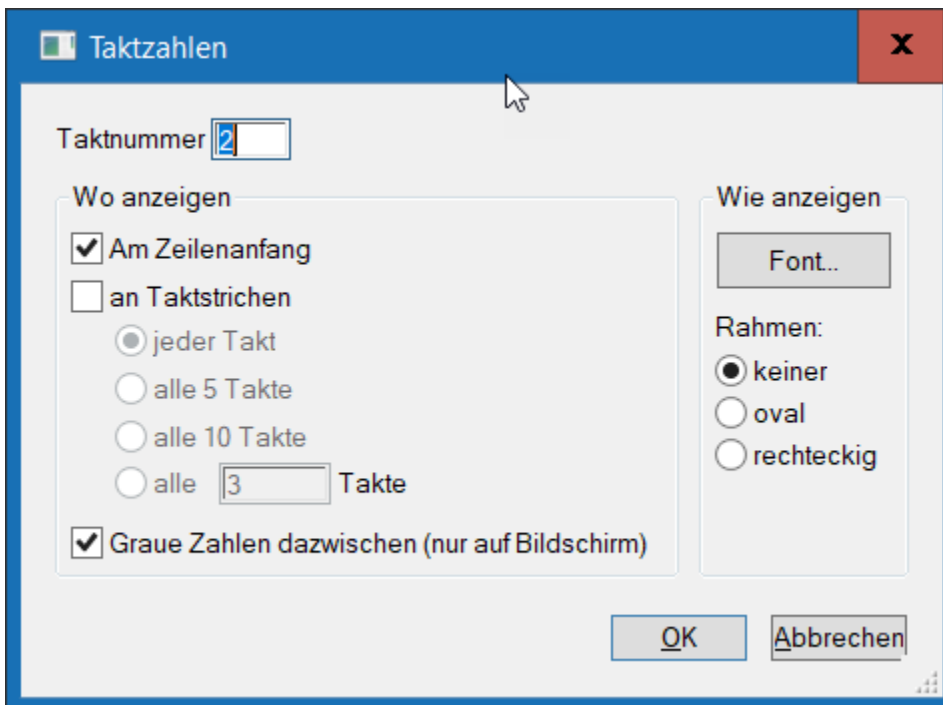 Taktzahlen
Taktnummer 2
Wo anzeigen
Am Zeilenanfang
an Taktstrichen
jeder Takt
alle 5 Takte
alle 10 Takte
alle 3 Takte
Graue Zahlen dazwischen (nur auf Bildschirm)
Wie anzeigen
Font...
Rahmen:
keiner
oval
rechteckig
OK Abbrechen